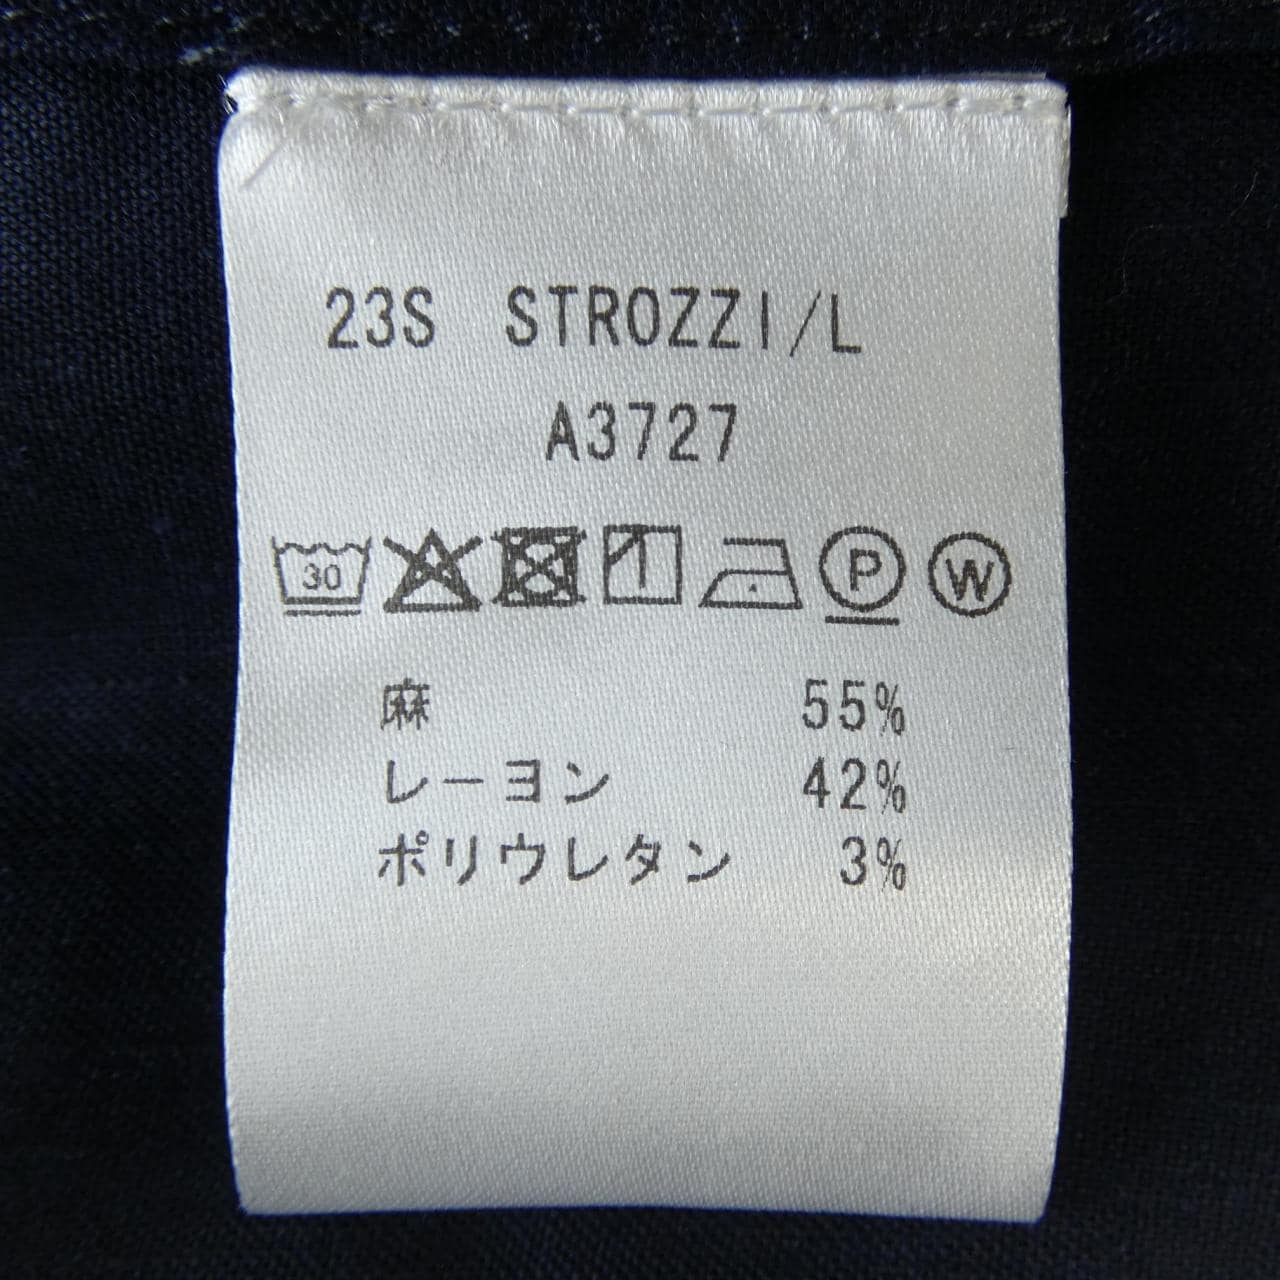 23S STROZZI/L
A3727
30 P W
麻 55%
レーヨン 42%
ポリウレタン 3%